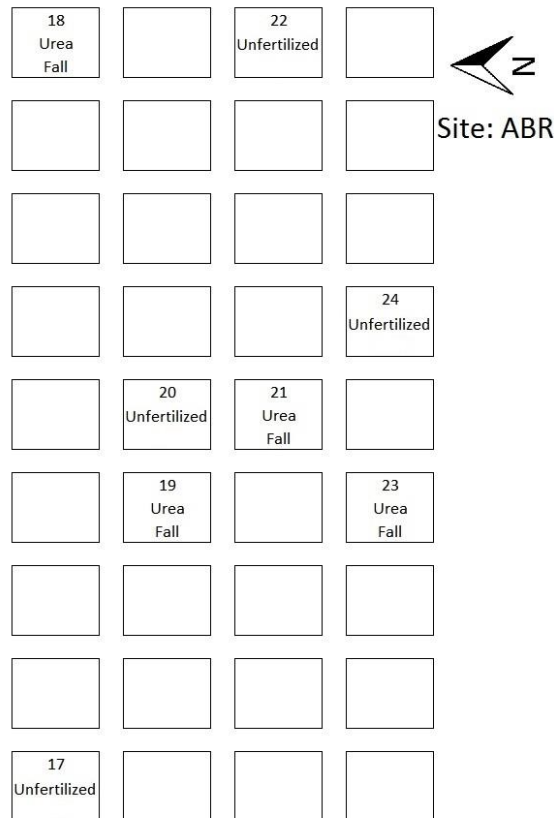 18
Urea
Fall
22
Unfertilized
N
Site: ABR
24
Unfertilized
20
Unfertilized
21
Urea
Fall
19
Urea
Fall
23
Urea
Fall
17
Unfertilized